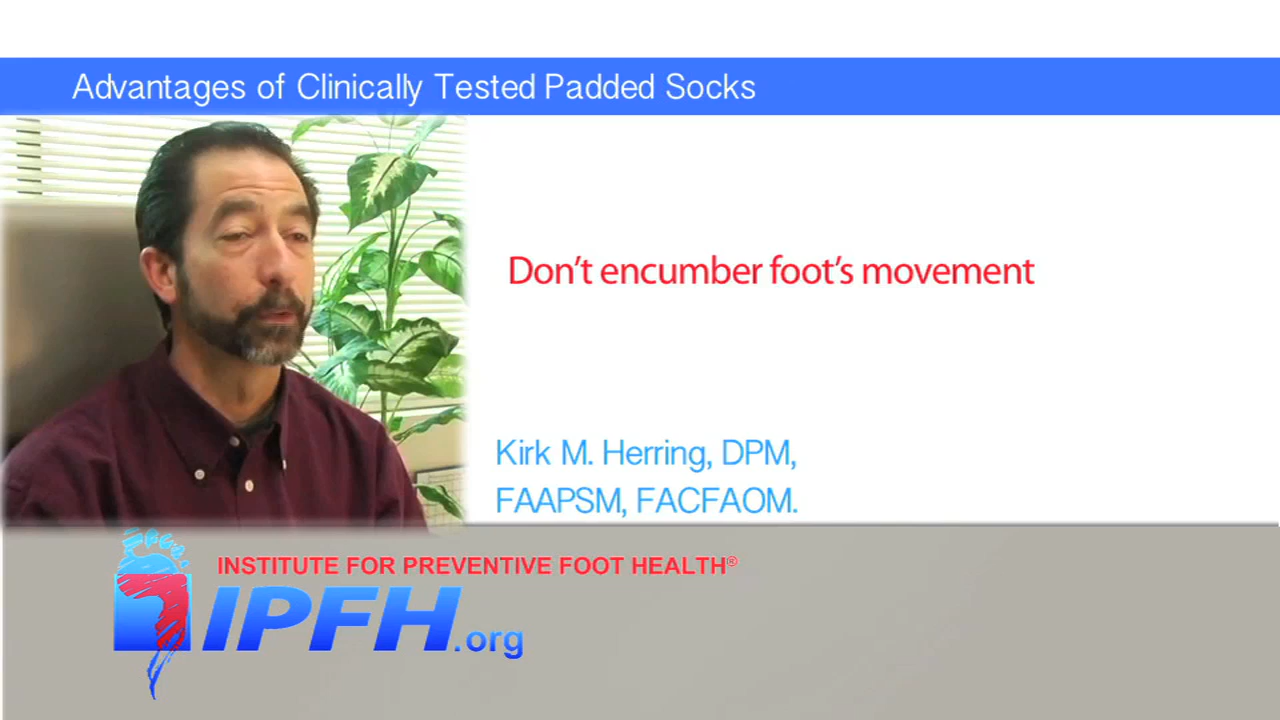 Advantages of Clinically Tested Padded Socks
Don't encumber foot's movement
Kirk M. Herring, DPM,
FAAPSM, FACFAOM.
INSTITUTE FOR PREVENTIVE FOOT HEALTH®
IPFH.org